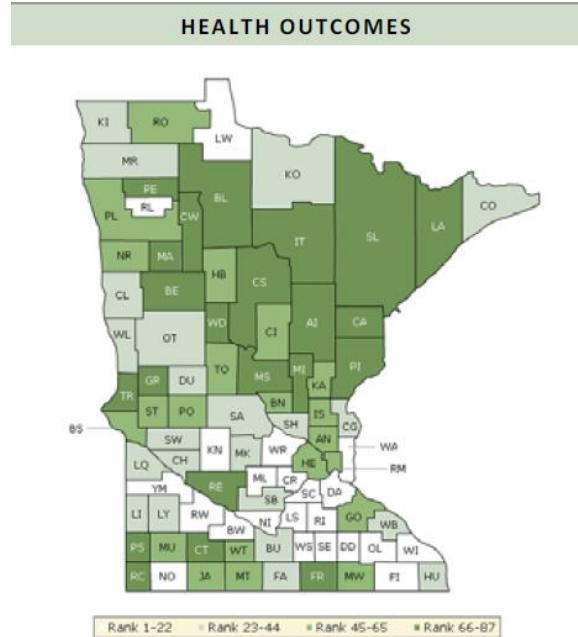 HEALTH OUTCOMES
KI RO LW
MR KO
PE BL CO
RL CW LA
PL IT SL
NR MA HB
CS
CL BE
WD CI AI CA
WL OT
TO MS MI PI
GR DU KA
TR BN
ST PO SA SH IS CG
BS AN
SW KN WR WA
CH MK HE
LQ RM
YM RE ML CR
SC DA
LI LY RW SB
NI LS RI GO WB
BW
PS MU CT WT BU WS SE DD OL WI
RC NO JA MT FA FR MW FI HU
Rank 1-22 Rank 23-44 Rank 45-65 Rank 66-87